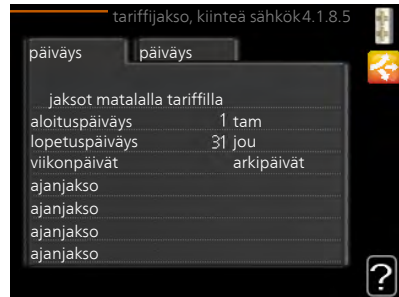 tariffijakso, kiinteä sähkö 4.1.8.5
päiväys päiväys
jaksot matalalla tariffilla
aloituspäiväys 1 tam
lopetuspäiväys 31 jou
viikonpäivät arkipäivät
ajanjakso
ajanjakso
ajanjakso
ajanjakso
?